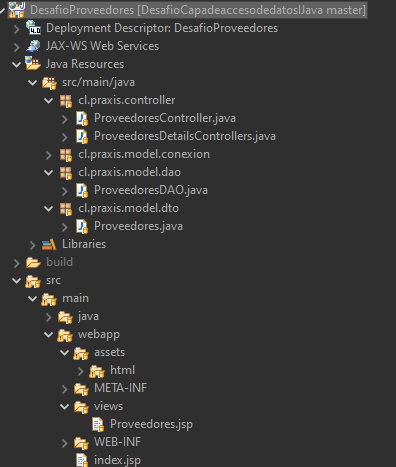 DesafioProveedores [DesafioCapadeaccesodedatosIJava master]
Deployment Descriptor: DesafioProveedores
JAX-WS Web Services
Java Resources
src/main/java
cl.praxis.controller
ProveedoresController.java
ProveedoresDetailsControllers.java
cl.praxis.model.conexion
cl.praxis.model.dao
ProveedoresDAO.java
cl.praxis.model.dto
Proveedores.java
Libraries
build
src
main
java
webapp
assets
html
META-INF
views
Proveedores.jsp
WEB-INF
index.jsp